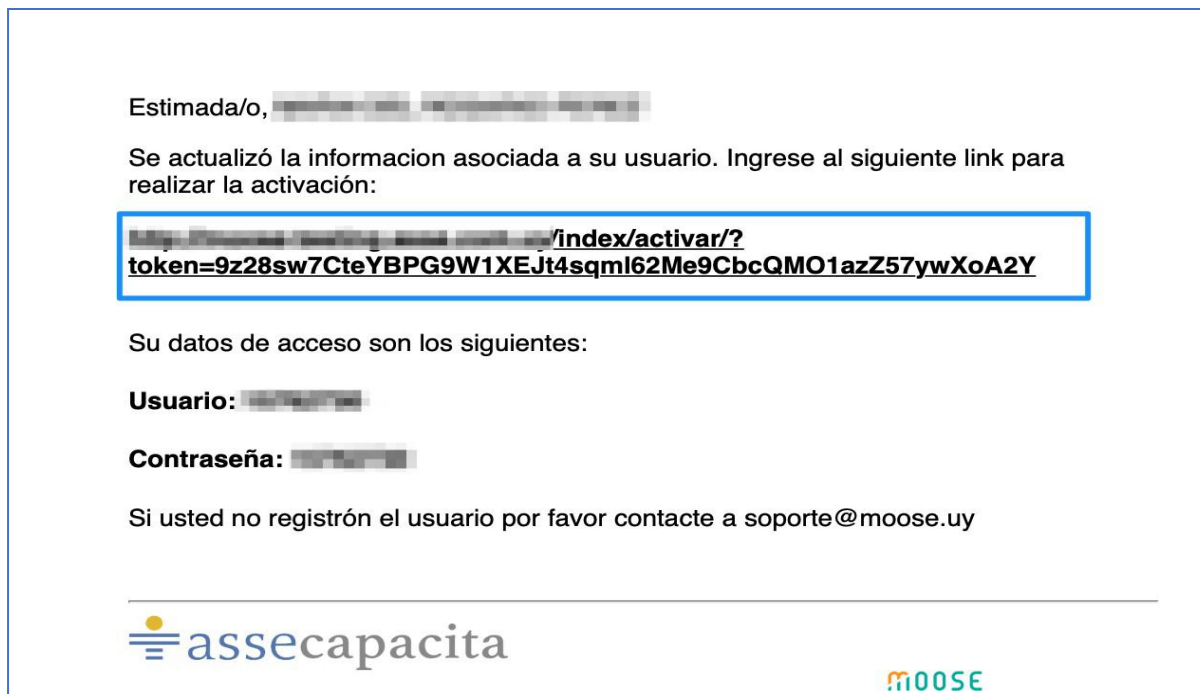 Estimada/o,
Se actualizó la informacion asociada a su usuario. Ingrese al siguiente link para
realizar la activación:
/index/activar/?
token=9z28sw7CteYBPG9W1XEJt4sqml62Me9CbcQMO1azZ57ywXoA2Y
Su datos de acceso son los siguientes:
Usuario:
Contraseña:
Si usted no registrón el usuario por favor contacte a soporte@moose.uy
assecapacita
moose